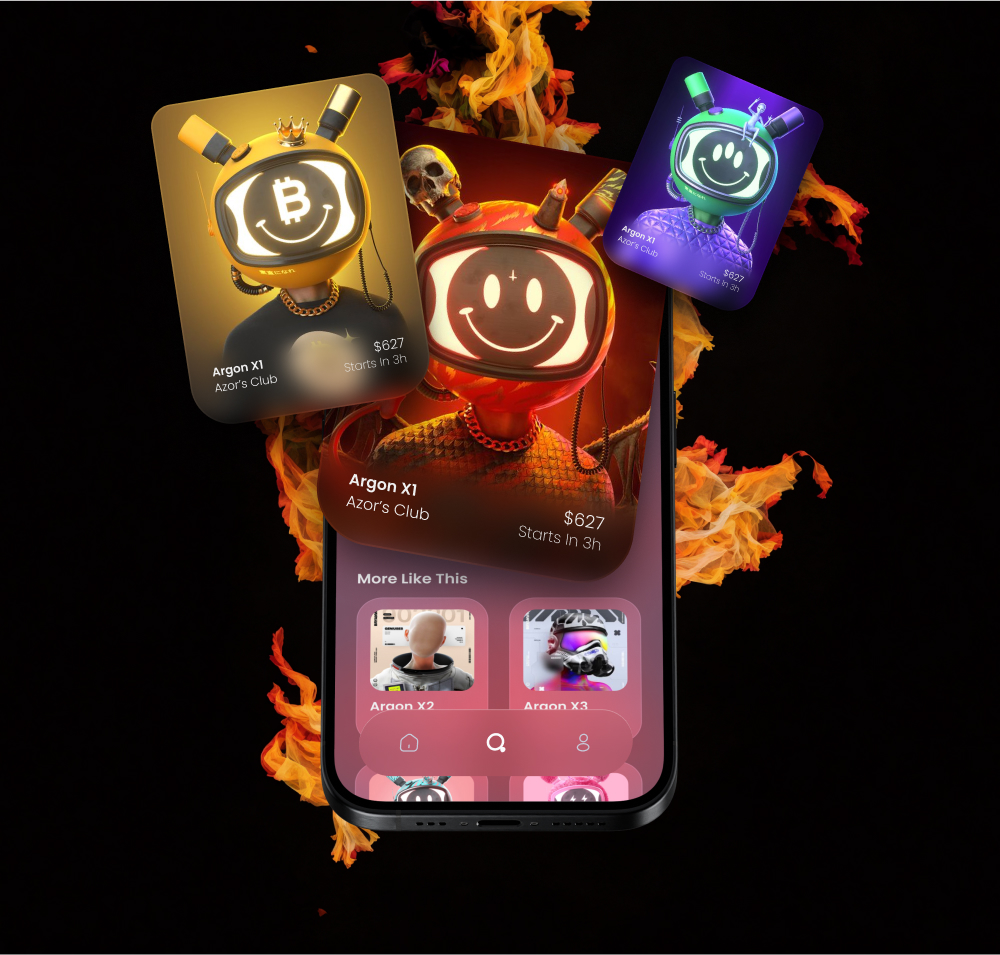 Argon X1
Azor's Club
$627
Starts In 3h
Argon X1
Azor's Club
$627
Starts In 3h
Argon X1
Azor's Club
$627
Starts In 3h
More Like This
Argon X2
Argon X3